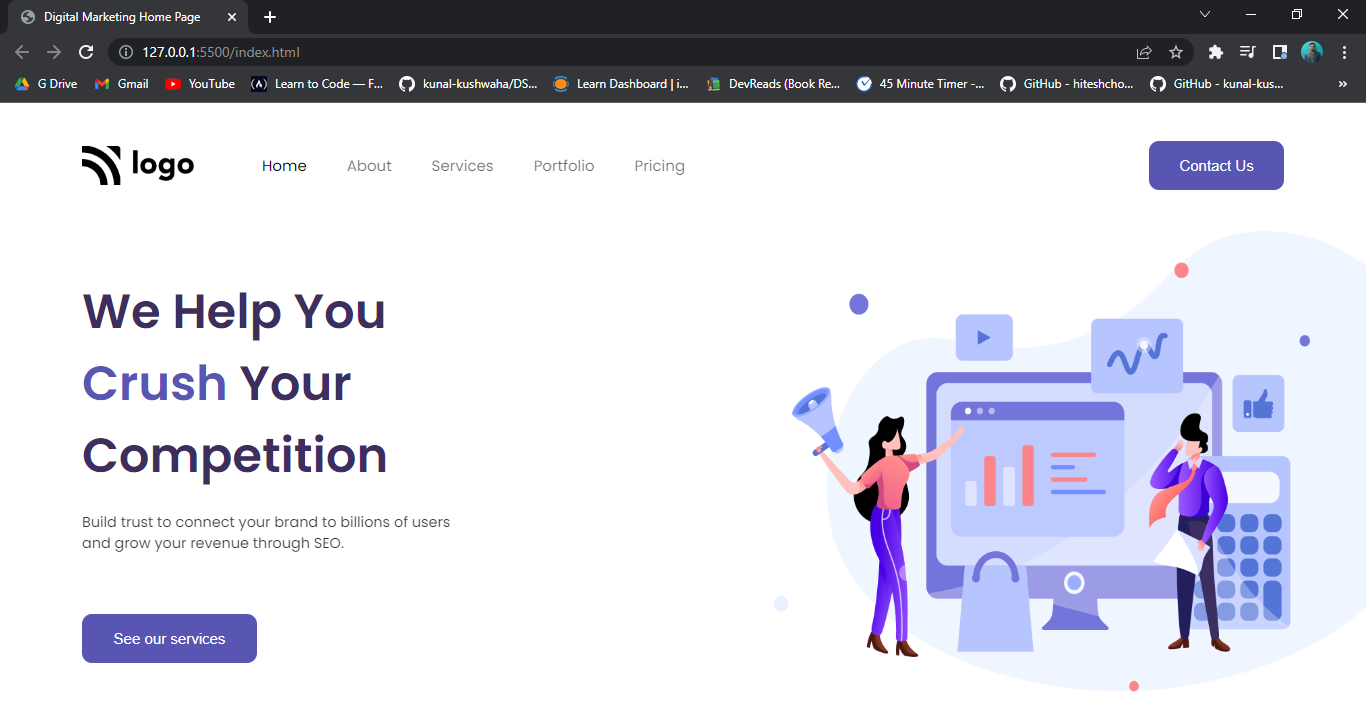 Digital Marketing Home Page
127.0.0.1:5500/index.html
G Drive Gmail YouTube Learn to Code — F... kunal-kushwaha/DS... Learn Dashboard | i... DevReads (Book Re... 45 Minute Timer -... GitHub - hiteshcho... GitHub - kunal-kus... »
logo Home About Services Portfolio Pricing Contact Us
We Help You
Crush Your
Competition
Build trust to connect your brand to billions of users
and grow your revenue through SEO.
See our services